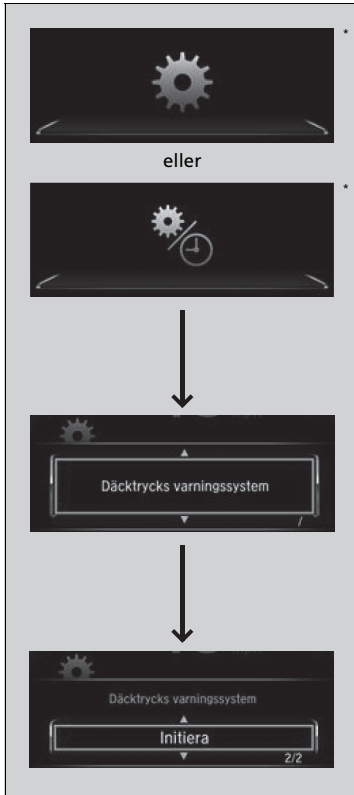 *
eller
*
Däcktrycks varningssystem
/
Däcktrycks varningssystem
Initiera
2/2